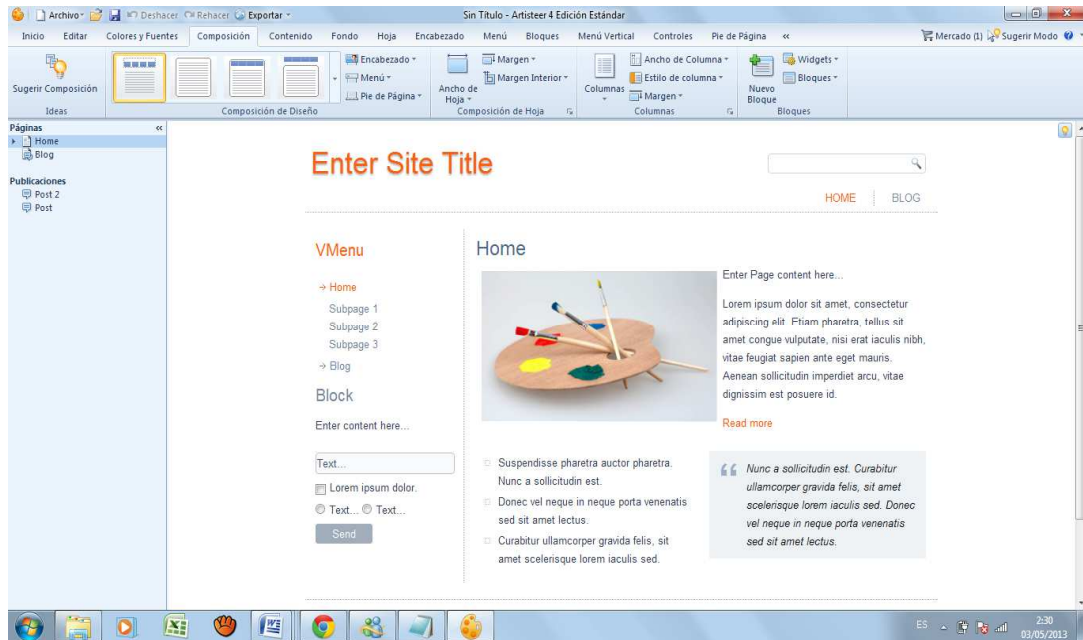 Archivo Deshacer Rehacer Exportar Sin Título - Artisteer 4 Edición Estándar
Inicio Editar Colores y Fuentes Composición Contenido Fondo Hoja Encabezado Menú Bloques Menú Vertical Controles Pie de Página « Mercado (1) Sugerir Modo
Encabezado Margen Ancho de Columna Widgets
Menú Margen Interior Estilo de columna Bloques
Sugerir Composición Pie de Página Ancho de Hoja Columnas Margen Nuevo Bloque
Ideas Composición de Diseño Composición de Hoja Columnas Bloques
Páginas «
Home
Blog
Publicaciones
Post 2
Post
Enter Site Title
HOME BLOG
VMenu
→ Home
Subpage 1
Subpage 2
Subpage 3
→ Blog
Block
Enter content here...
Text...
Lorem ipsum dolor.
Text... Text...
Send
Home
Enter Page content here...
Lorem ipsum dolor sit amet, consectetur
adipiscing elit. Etiam pharetra, tellus sit
amet congue vulputate, nisi erat iaculis nibh,
vitae feugiat sapien ante eget mauris.
Aenean sollicitudin imperdiet arcu, vitae
dignissim est posuere id.
Read more
Suspendisse pharetra auctor pharetra.
Nunc a sollicitudin est.
Donec vel neque in neque porta venenatis
sed sit amet lectus.
Curabitur ullamcorper gravida felis, sit
amet scelerisque lorem iaculis sed.
“ Nunc a sollicitudin est. Curabitur
ullamcorper gravida felis, sit amet
scelerisque lorem iaculis sed. Donec
vel neque in neque porta venenatis
sed sit amet lectus.
ES 2:30
03/05/2013